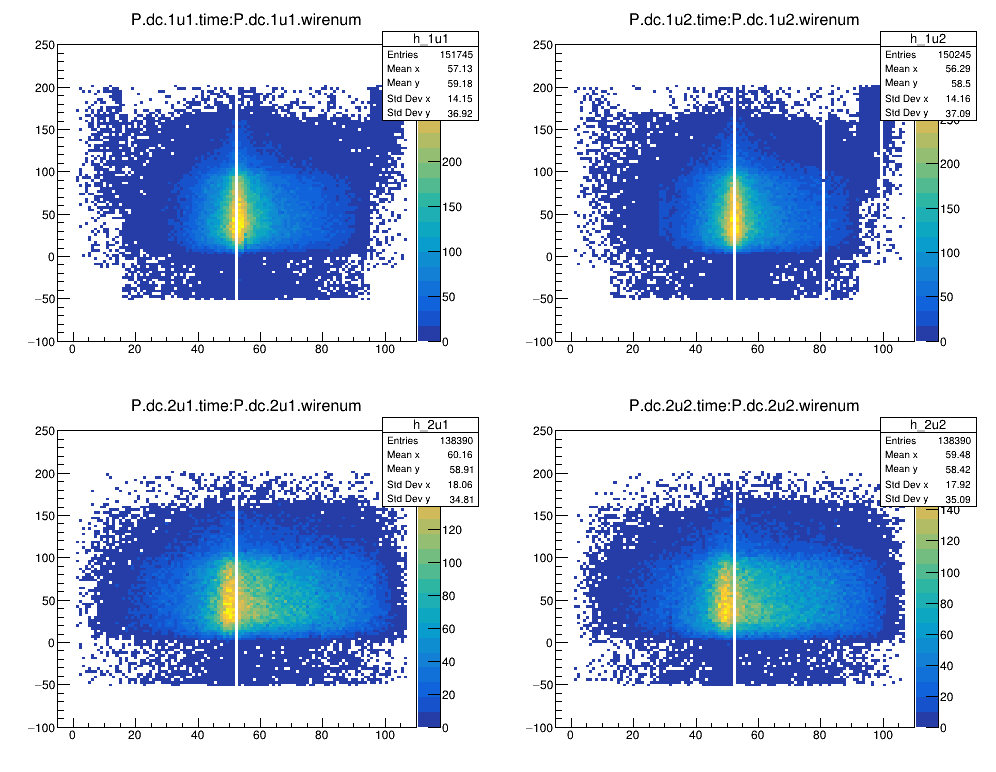 P.dc.1u1.time:P.dc.1u1.wirenum
h_1u1
Entries 151745
Mean x 57.13
Mean y 59.18
Std Dev x 14.15
Std Dev y 36.92
250
200
150
100
50
0
−50
−100
0 20 40 60 80 100
200
150
100
50
0
P.dc.1u2.time:P.dc.1u2.wirenum
h_1u2
Entries 150245
Mean x 56.29
Mean y 58.5
Std Dev x 14.16
Std Dev y 37.09
250
200
150
100
50
0
−50
−100
0 20 40 60 80 100
250
200
150
100
50
0
P.dc.2u1.time:P.dc.2u1.wirenum
h_2u1
Entries 138390
Mean x 60.16
Mean y 58.91
Std Dev x 18.06
Std Dev y 34.81
250
200
150
100
50
0
−50
−100
0 20 40 60 80 100
120
100
80
60
40
20
0
P.dc.2u2.time:P.dc.2u2.wirenum
h_2u2
Entries 138390
Mean x 59.48
Mean y 58.42
Std Dev x 17.92
Std Dev y 35.09
250
200
150
100
50
0
−50
−100
0 20 40 60 80 100
140
120
100
80
60
40
20
0